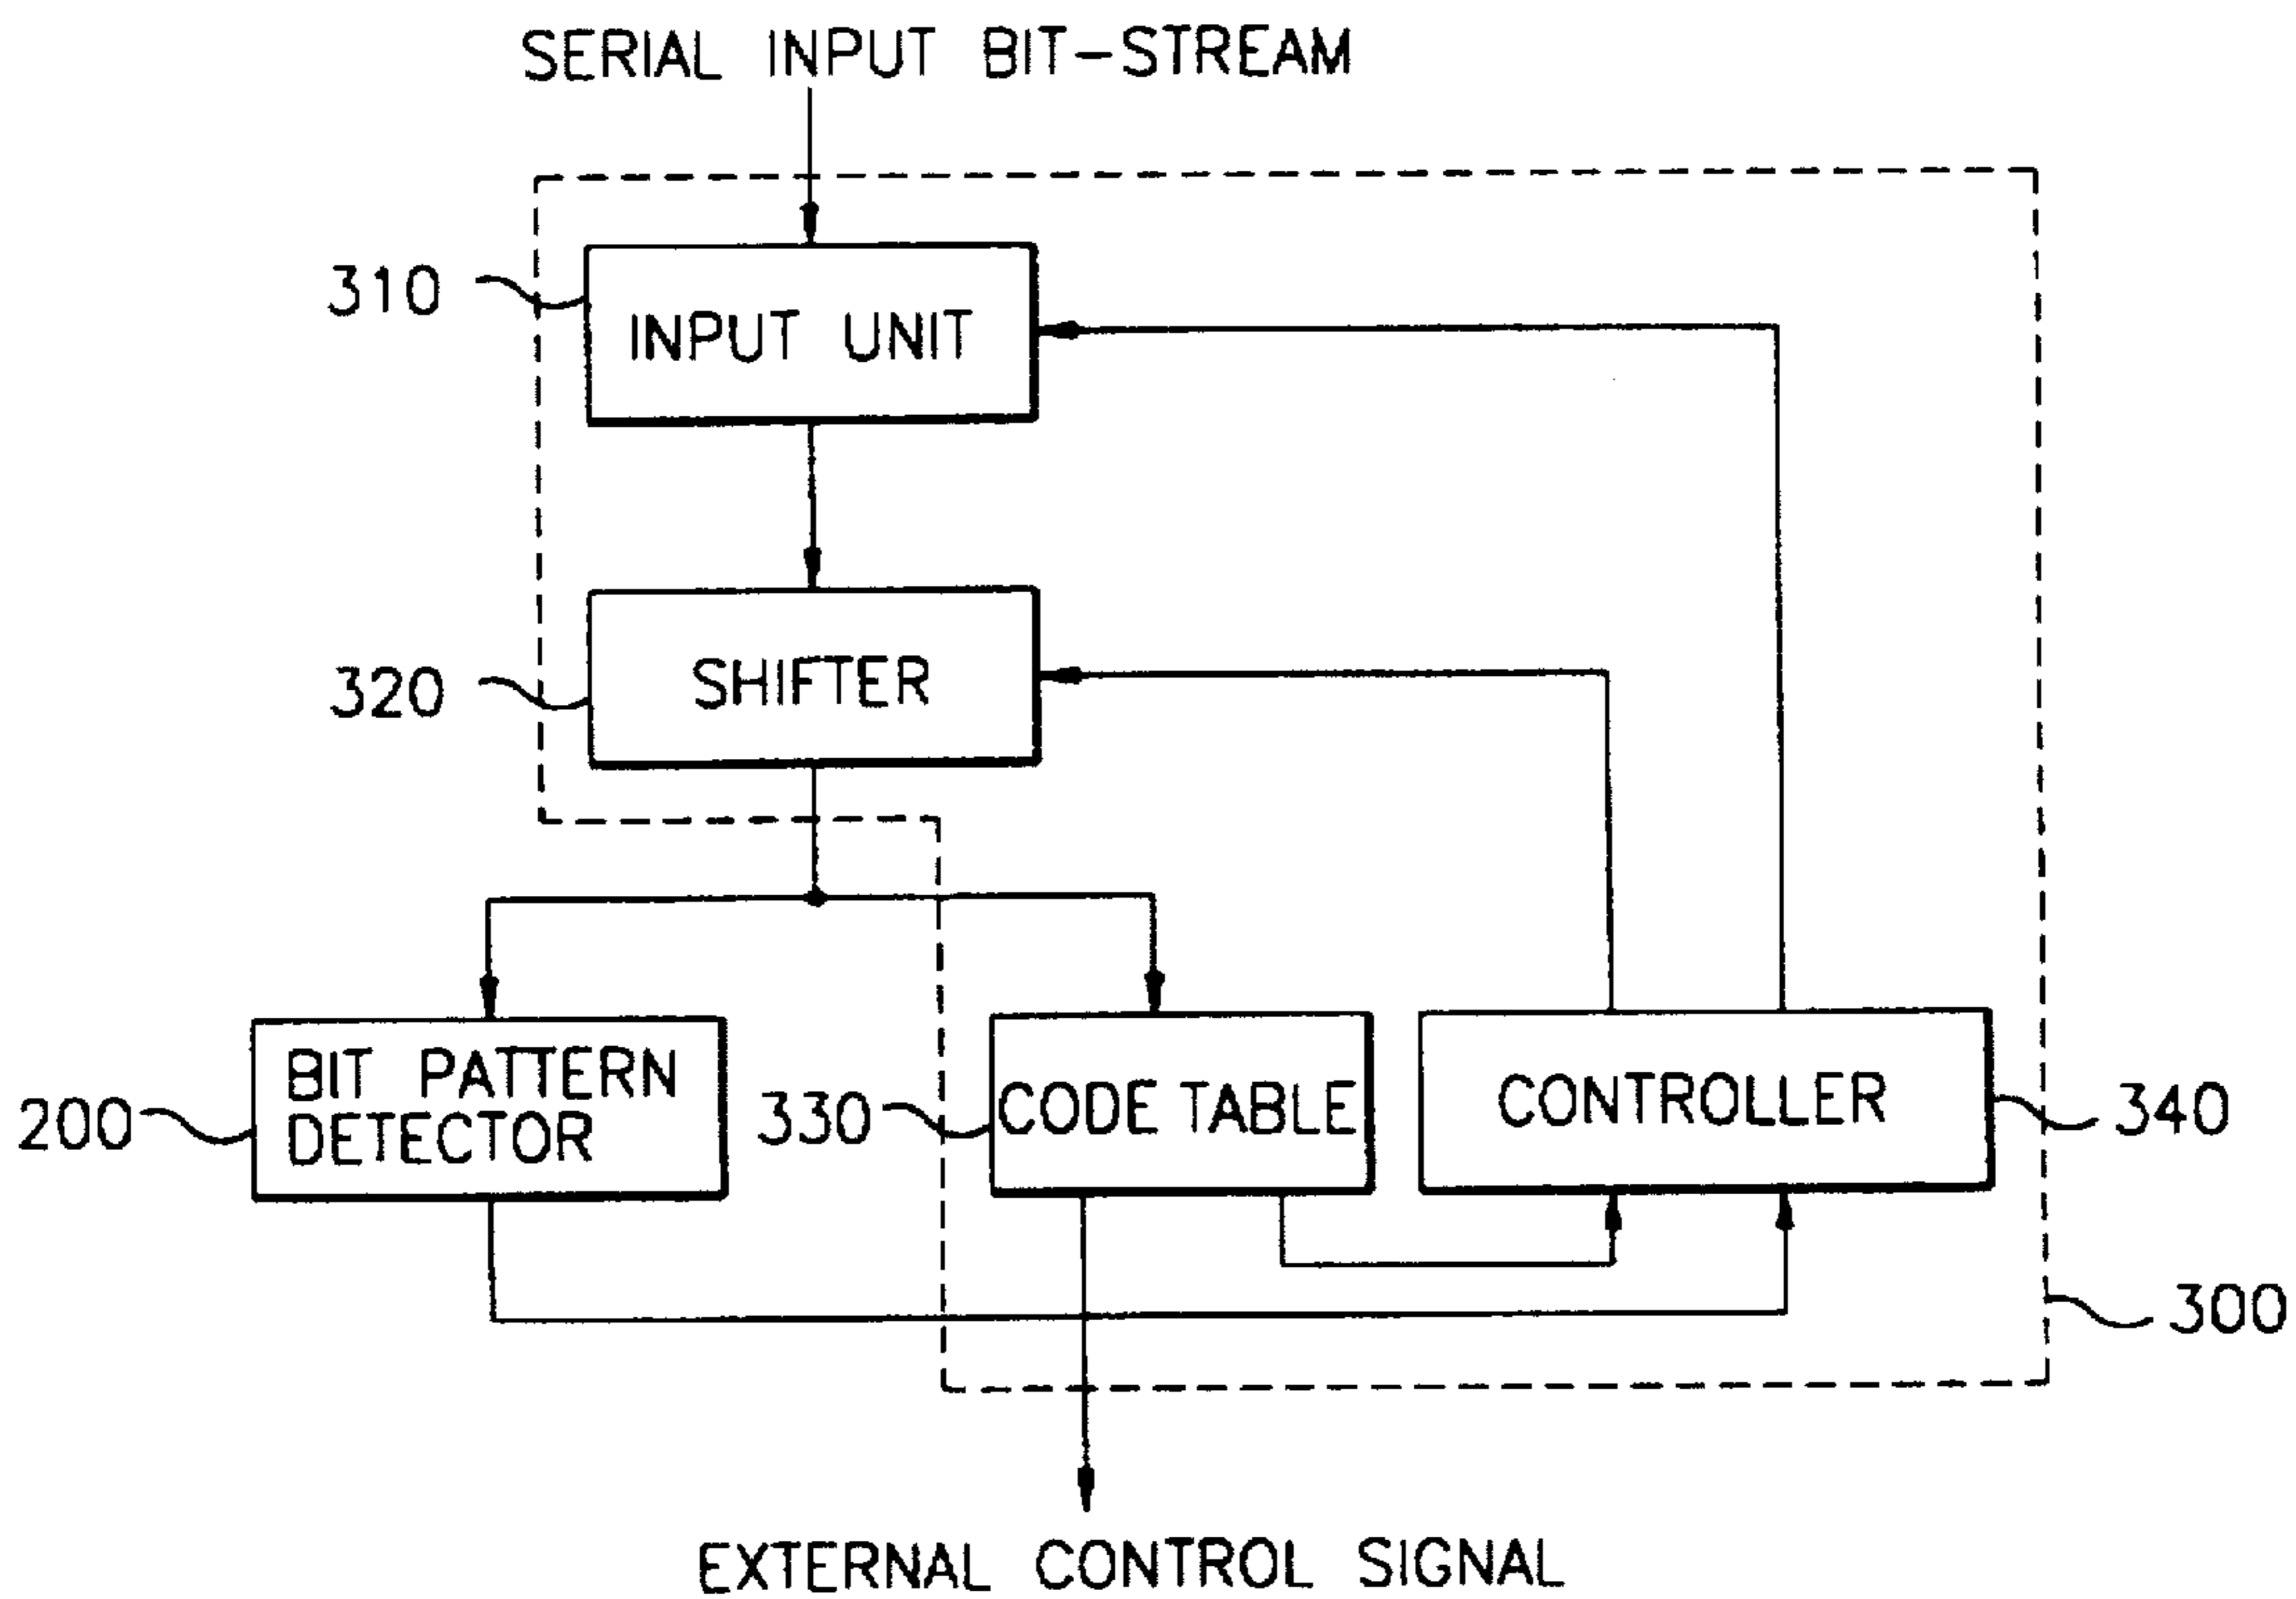 SERIAL INPUT BIT-STREAM
310
INPUT UNIT
320
SHIFTER
200
BIT PATTERN
DETECTOR
330
CODE TABLE
CONTROLLER
340
300
EXTERNAL CONTROL SIGNAL